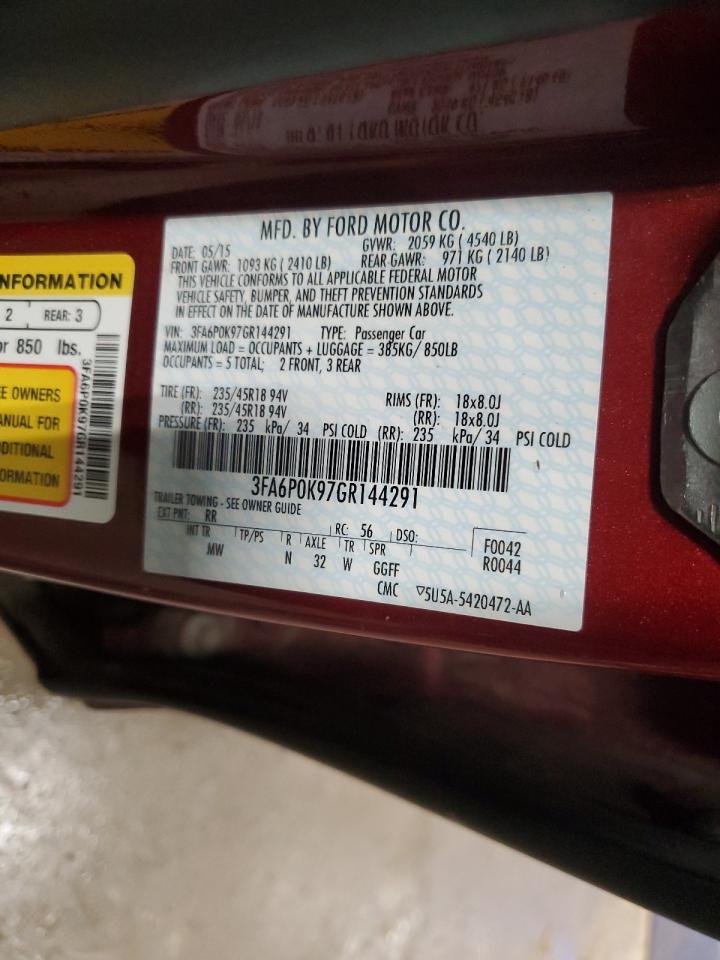 MFD. BY FORD MOTOR CO.
DATE: 05/15 GVWR: 2059 KG ( 4540 LB)
FRONT GAWR: 1093 KG ( 2410 LB) REAR GAWR: 971 KG ( 2140 LB)
THIS VEHICLE CONFORMS TO ALL APPLICABLE FEDERAL MOTOR
VEHICLE SAFETY, BUMPER, AND THEFT PREVENTION STANDARDS
IN EFFECT ON THE DATE OF MANUFACTURE SHOWN ABOVE.
VIN: 3FA6P0K97GR144291 TYPE: Passenger Car
MAXIMUM LOAD = OCCUPANTS + LUGGAGE = 385KG/ 850LB
OCCUPANTS = 5 TOTAL; 2 FRONT, 3 REAR
TIRE (FR): 235/45R18 94V RIMS (FR): 18x8.0J
(RR): 235/45R18 94V (RR): 18x8.0J
PRESSURE (FR): 235 kPa/ 34 PSI COLD (RR): 235 kPa/ 34 PSI COLD
3FA6P0K97GR144291
TRAILER TOWING - SEE OWNER GUIDE
EXT PNT: RR RC: 56 DSO:
INT TR TP/PS R AXLE TR SPR F0042
MW N 32 W GGFF R0044
CMC ▽5U5A-5420472-AA
INFORMATION
2 REAR: 3
or 850 lbs.
EE OWNERS
ANUAL FOR
DDITIONAL
ORMATION
3FA6P0K97GR144291